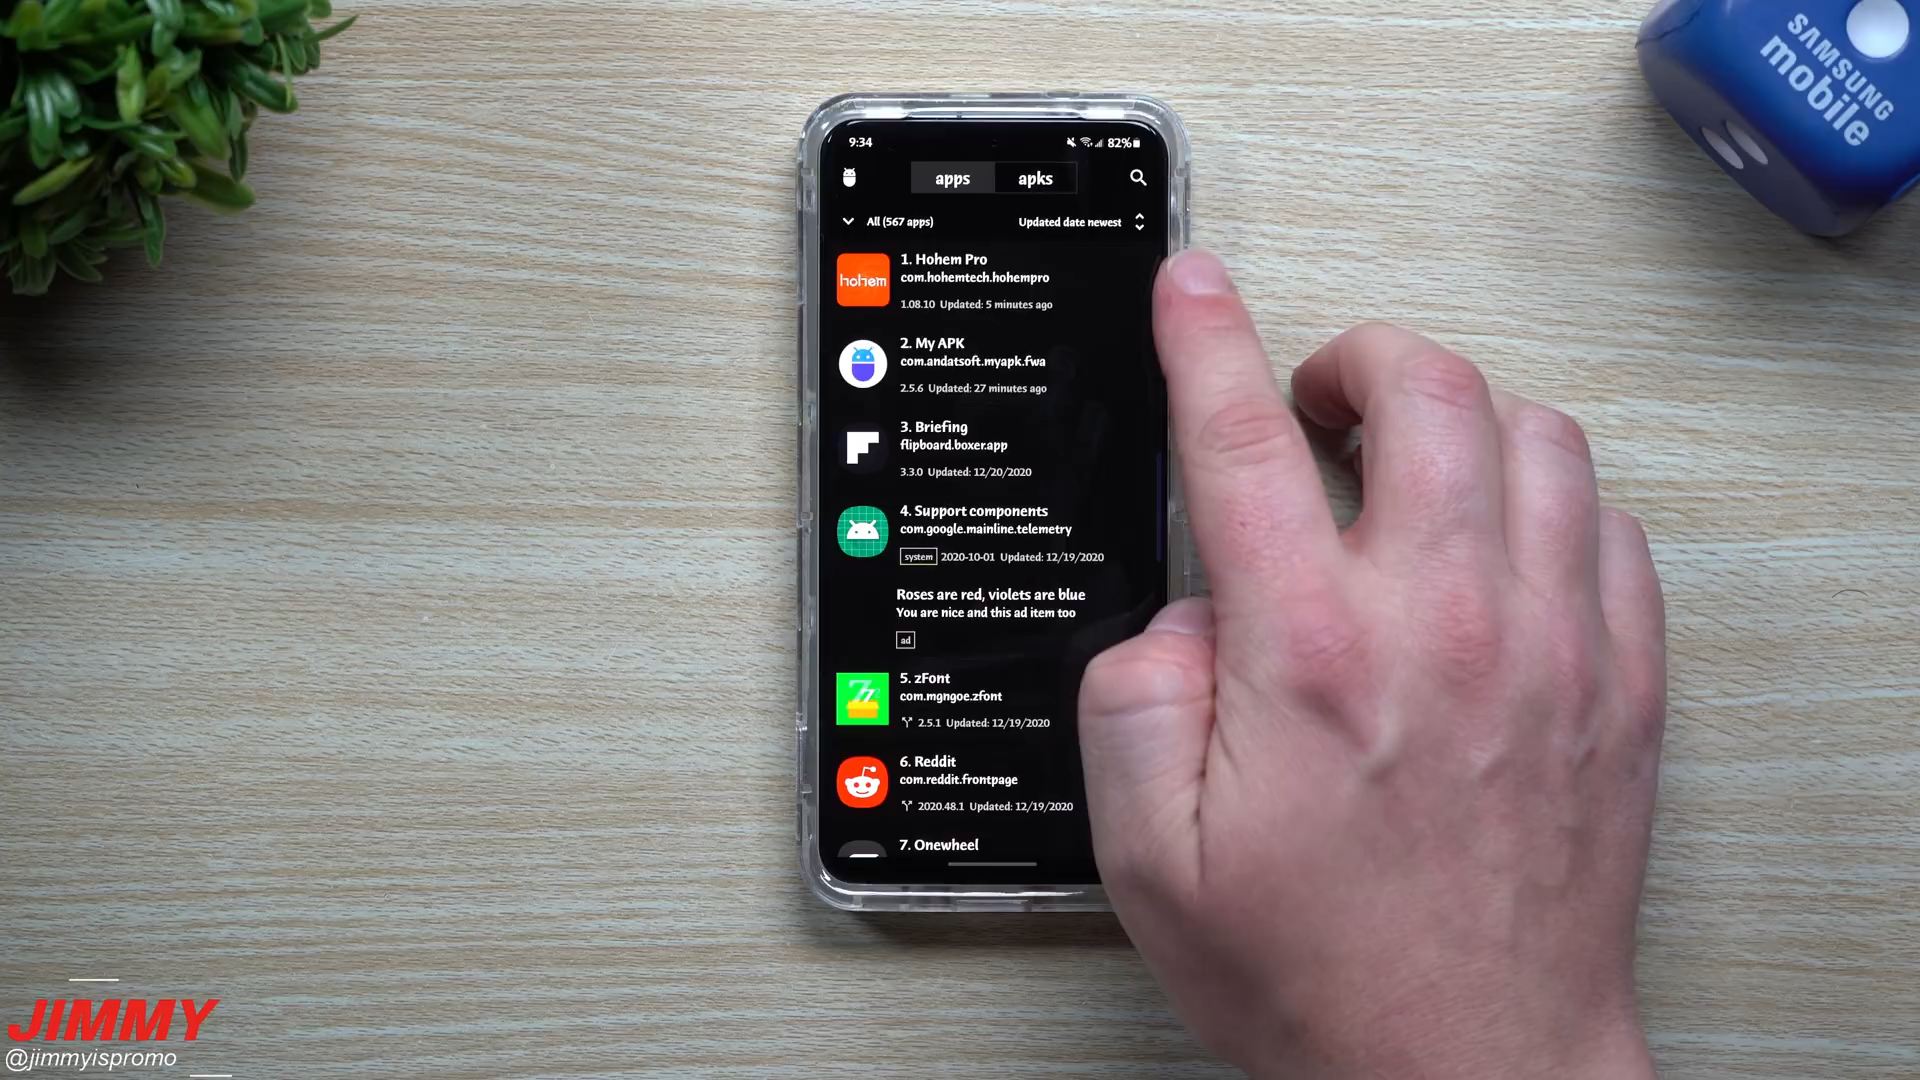 SAMSUNG
mobile
9:34
82%
apps
apks
All (567 apps)
Updated date newest
hohem
1. Hohem Pro
com.hohemtech.hohempro
1.08.10 Updated: 5 minutes ago
2. My APK
com.andatsoft.myapk.fwa
2.5.6 Updated: 27 minutes ago
3. Briefing
flipboard.boxer.app
3.3.0 Updated: 12/20/2020
4. Support components
com.google.mainline.telemetry
system 2020-10-01 Updated: 12/19/2020
Roses are red, violets are blue
You are nice and this ad item too
ad
5. zFont
com.mgngoe.zfont
2.5.1 Updated: 12/19/2020
6. Reddit
com.reddit.frontpage
2020.48.1 Updated: 12/19/2020
7. Onewheel
JIMMY
@jimmyispromo